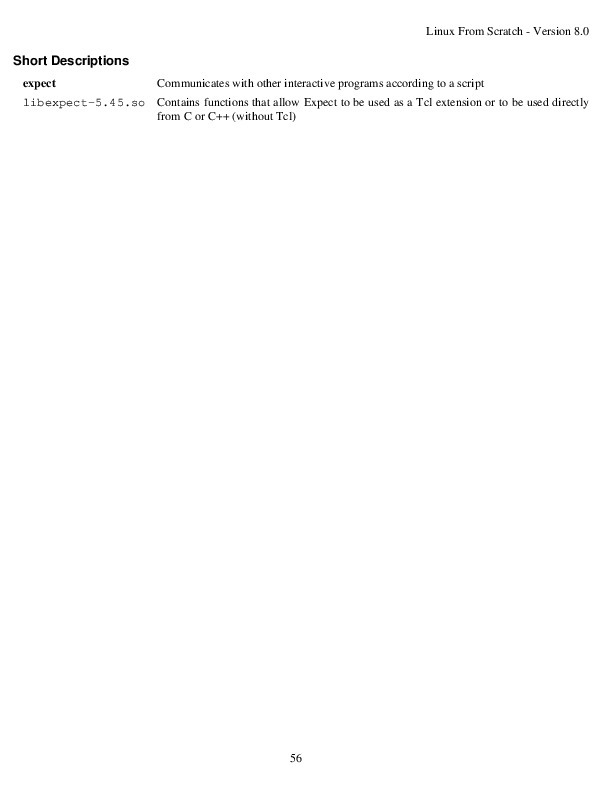 Linux From Scratch - Version 8.0
Short Descriptions
expect Communicates with other interactive programs according to a script
libexpect-5.45.so Contains functions that allow Expect to be used as a Tcl extension or to be used directly
from C or C++ (without Tcl)
56